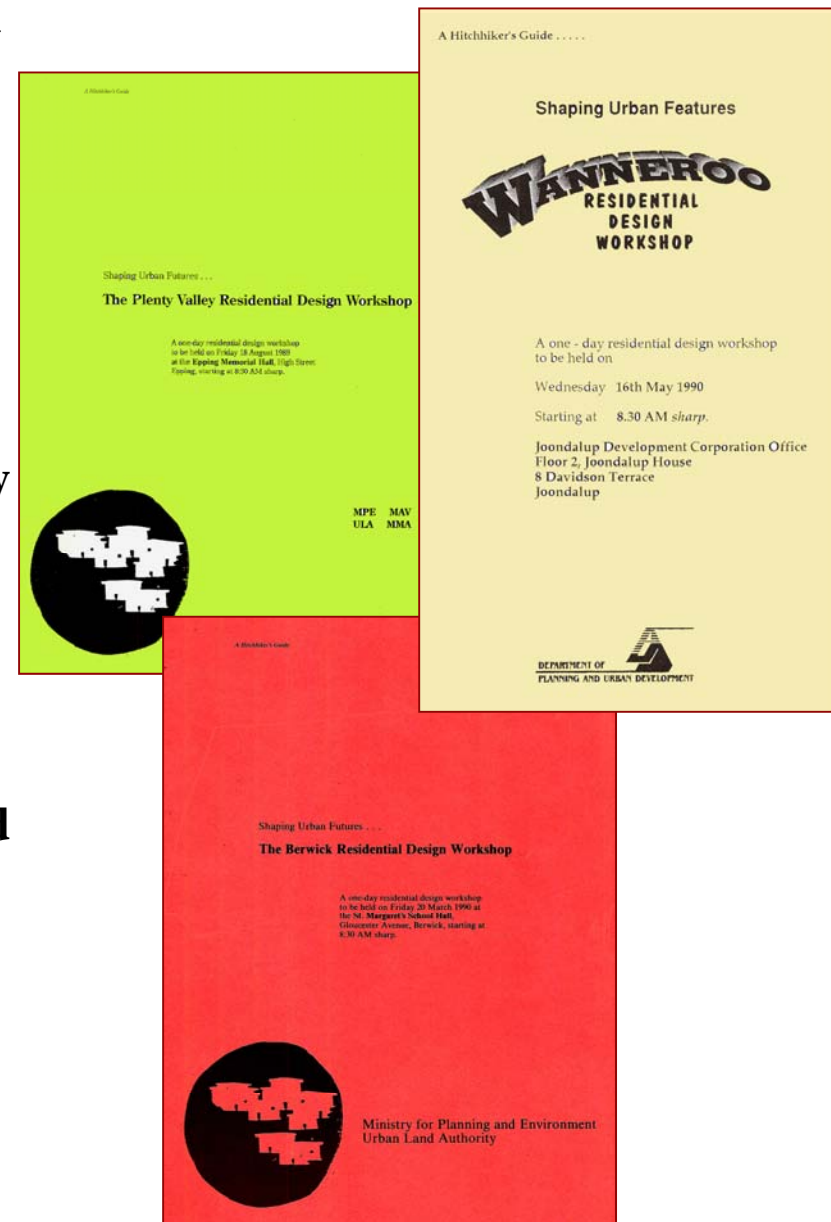 A Hitchhiker's Guide
Shaping Urban Futures . . .
The Plenty Valley Residential Design Workshop
A one-day residential design workshop
to be held on Friday 18 August 1989
at the Epping Memorial Hall, High Street
Epping, starting at 8:30 AM sharp.
MPE MAV
ULA MMA
A Hitchhiker's Guide . . . . .
Shaping Urban Features
WANNEROO
RESIDENTIAL
DESIGN
WORKSHOP
A one - day residential design workshop
to be held on
Wednesday 16th May 1990
Starting at 8.30 AM sharp.
Joondalup Development Corporation Office
Floor 2, Joondalup House
8 Davidson Terrace
Joondalup
DEPARTMENT OF
PLANNING AND URBAN DEVELOPMENT
A Hitchhiker's Guide
Shaping Urban Futures . . .
The Berwick Residential Design Workshop
A one-day residential design workshop
to be held on Friday 20 March 1990 at
the St. Margaret's School Hall,
Gloucester Avenue, Berwick, starting at
8:30 AM sharp.
Ministry for Planning and Environment
Urban Land Authority